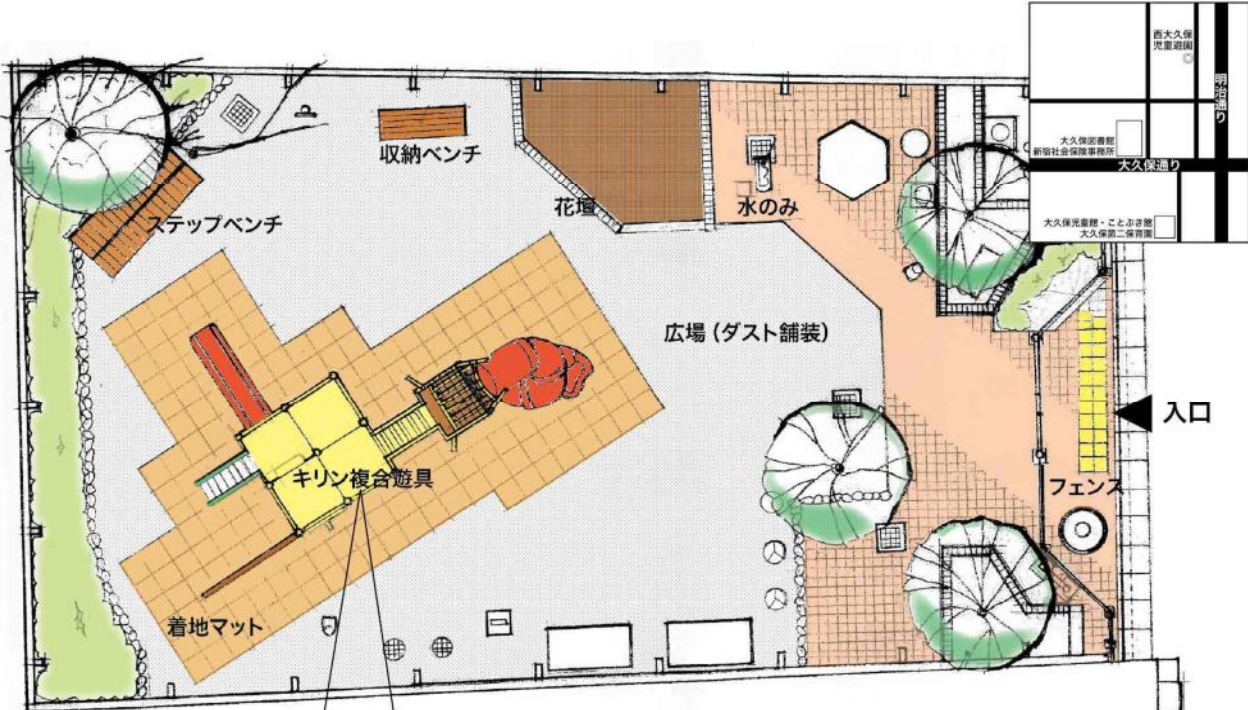 西大久保
児童遊園
明治通り
大久保図書館
新宿社会保険事務所
大久保通り
大久保児童館・ことぶき館
大久保第二保育園
収納ベンチ
ステップベンチ
花壇
水のみ
広場（ダスト舗装）
入口
キリン複合遊具
フェンス
着地マット